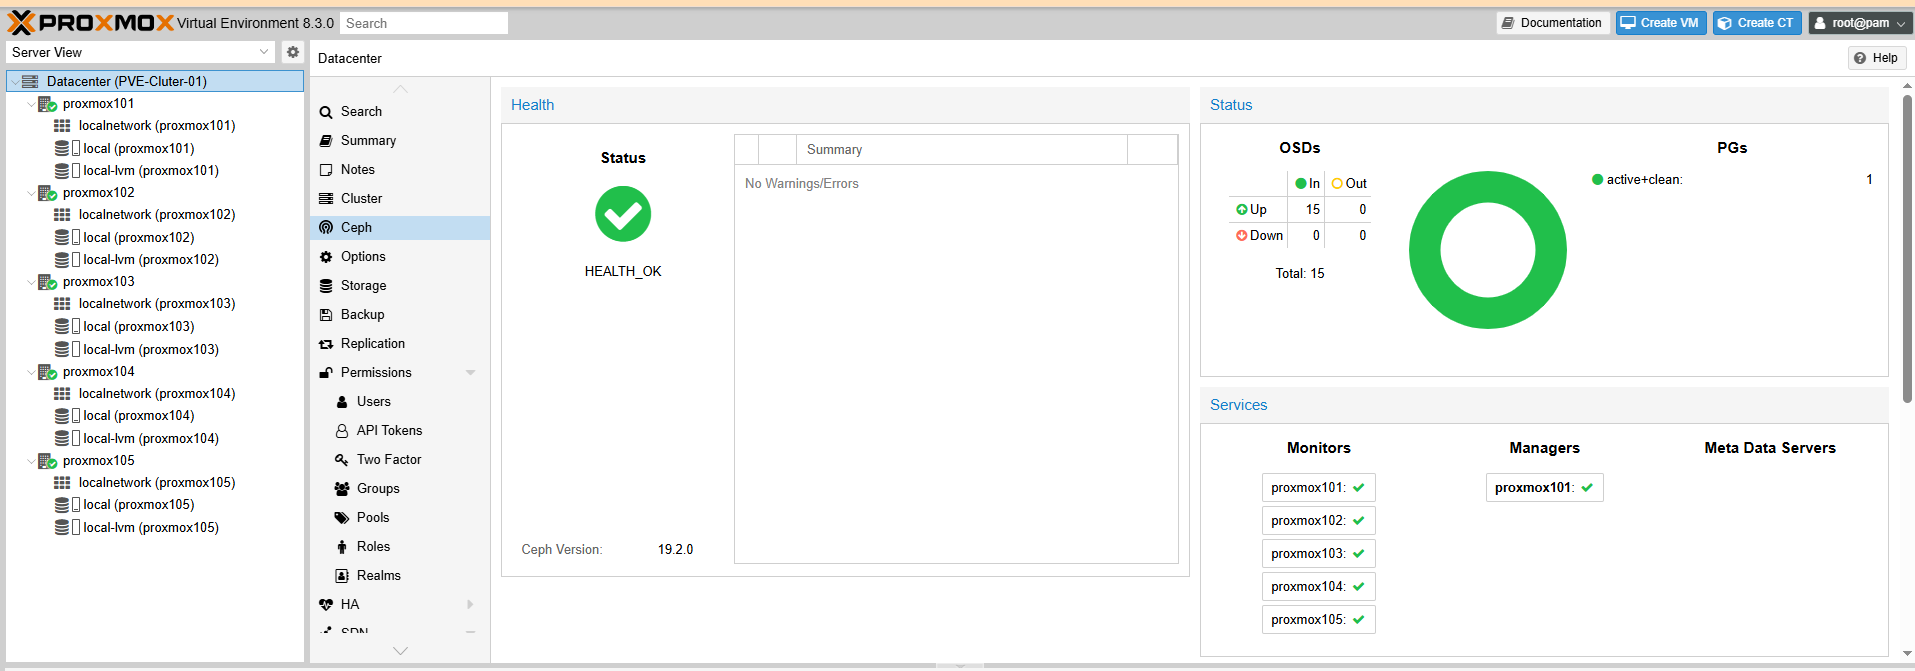 PROXMOX Virtual Environment 8.3.0 Search Documentation Create VM Create CT root@pam
Server View
Datacenter (PVE-Cluter-01)
proxmox101
localnetwork (proxmox101)
local (proxmox101)
local-lvm (proxmox101)
proxmox102
localnetwork (proxmox102)
local (proxmox102)
local-lvm (proxmox102)
proxmox103
localnetwork (proxmox103)
local (proxmox103)
local-lvm (proxmox103)
proxmox104
localnetwork (proxmox104)
local (proxmox104)
local-lvm (proxmox104)
proxmox105
localnetwork (proxmox105)
local (proxmox105)
local-lvm (proxmox105)
Datacenter Help
Search
Summary
Notes
Cluster
Ceph
Options
Storage
Backup
Replication
Permissions
Users
API Tokens
Two Factor
Groups
Pools
Roles
Realms
HA
SDN
Health
Status
HEALTH_OK
Summary
No Warnings/Errors
Ceph Version: 19.2.0
Status
OSDs
In Out
Up 15 0
Down 0 0
Total: 15
PGs
active+clean: 1
Services
Monitors
proxmox101:
proxmox102:
proxmox103:
proxmox104:
proxmox105:
Managers
proxmox101:
Meta Data Servers